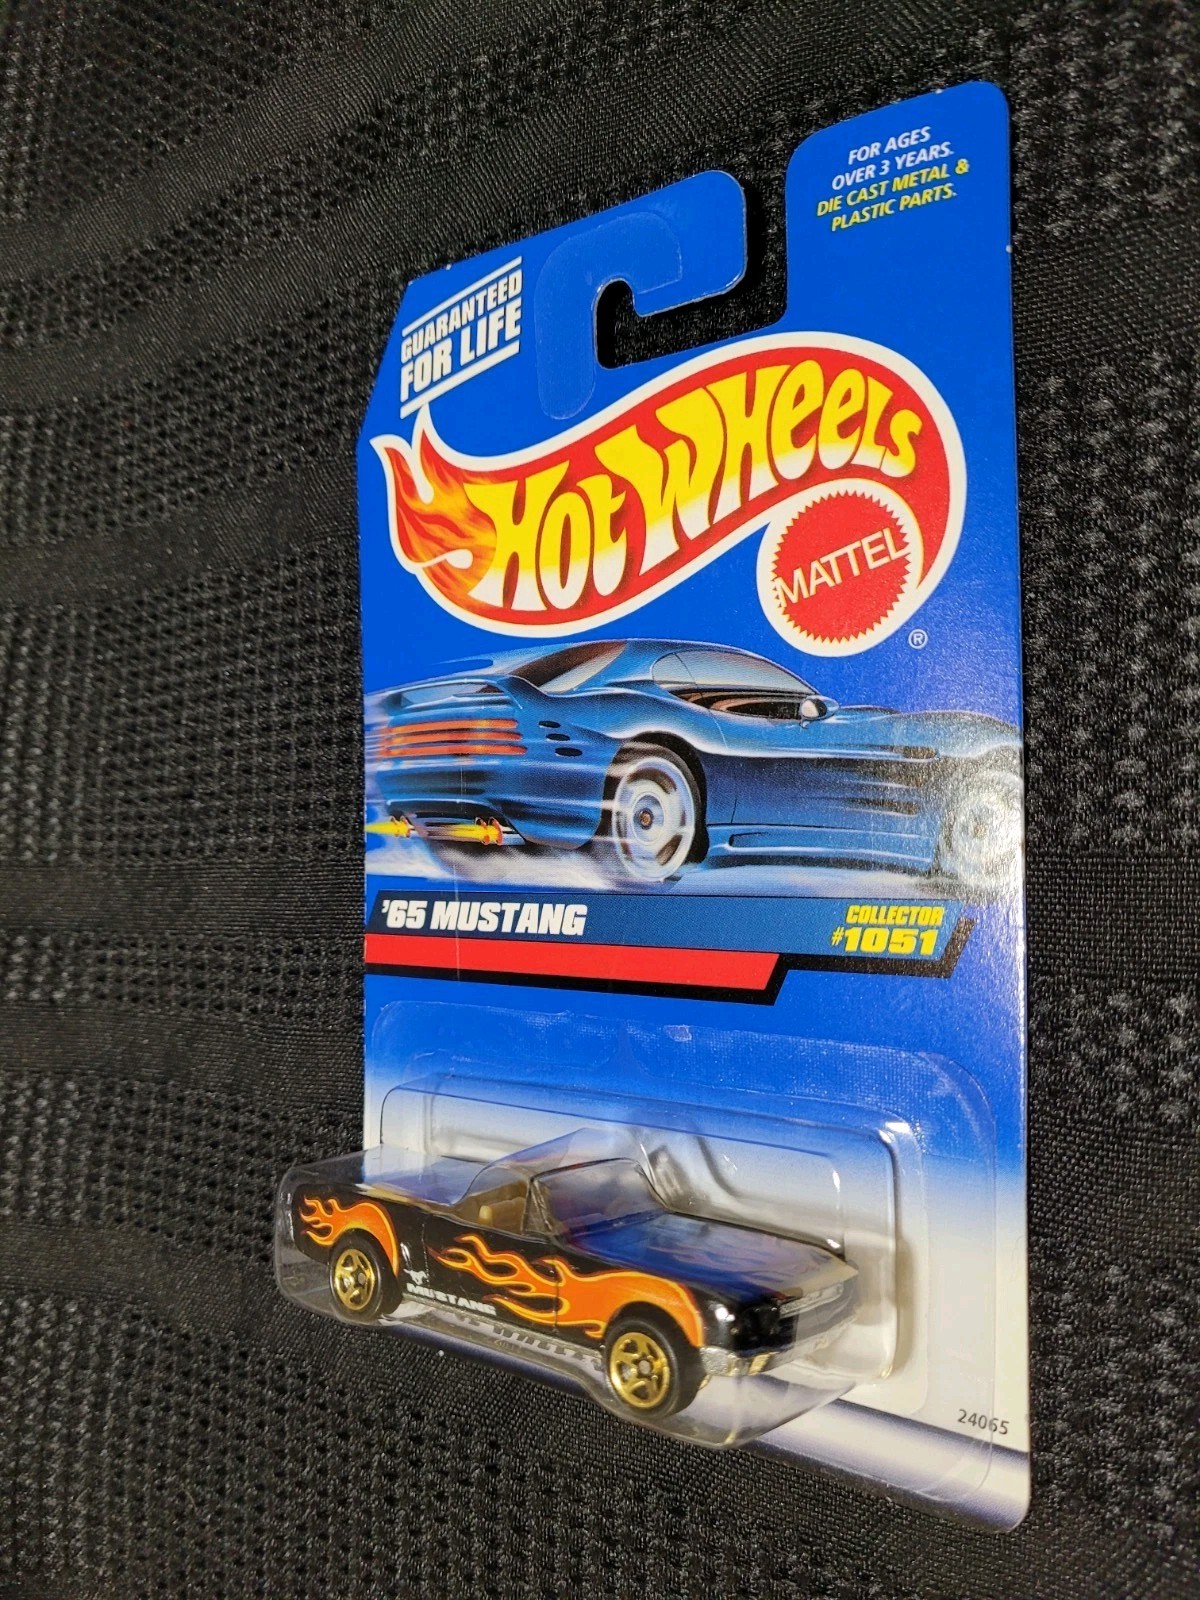 FOR AGES
OVER 3 YEARS.
DIE CAST METAL &
PLASTIC PARTS.
GUARANTEED
FOR LIFE
HOT WHEELS
MATTEL
®
'65 MUSTANG
COLLECTOR
#1051
MUSTANG
24065